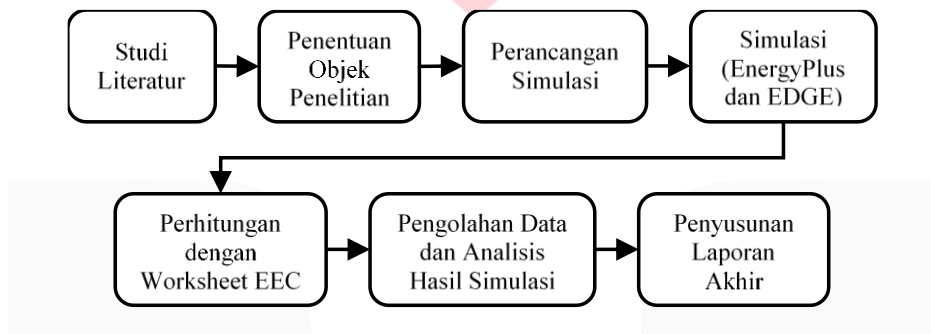 Studi
Literatur
Penentuan
Objek
Penelitian
Perancangan
Simulasi
Simulasi
(EnergyPlus
dan EDGE)
Perhitungan
dengan
Worksheet EEC
Pengolahan Data
dan Analisis
Hasil Simulasi
Penyusunan
Laporan
Akhir